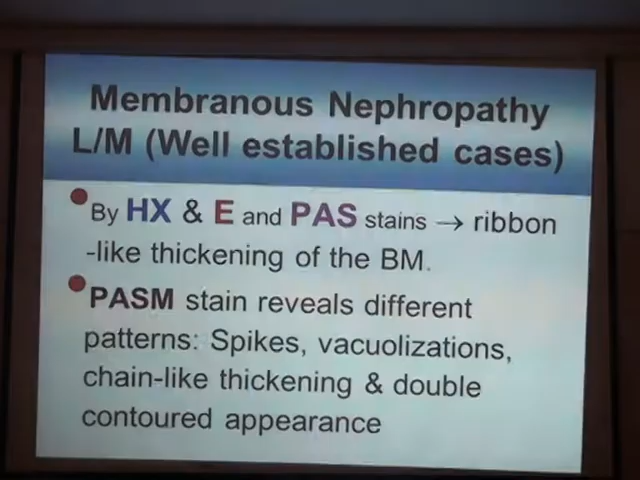 Membranous Nephropathy
L/M (Well established cases)
By HX & E and PAS stains → ribbon
-like thickening of the BM.
PASM stain reveals different
patterns: Spikes, vacuolizations,
chain-like thickening & double
contoured appearance